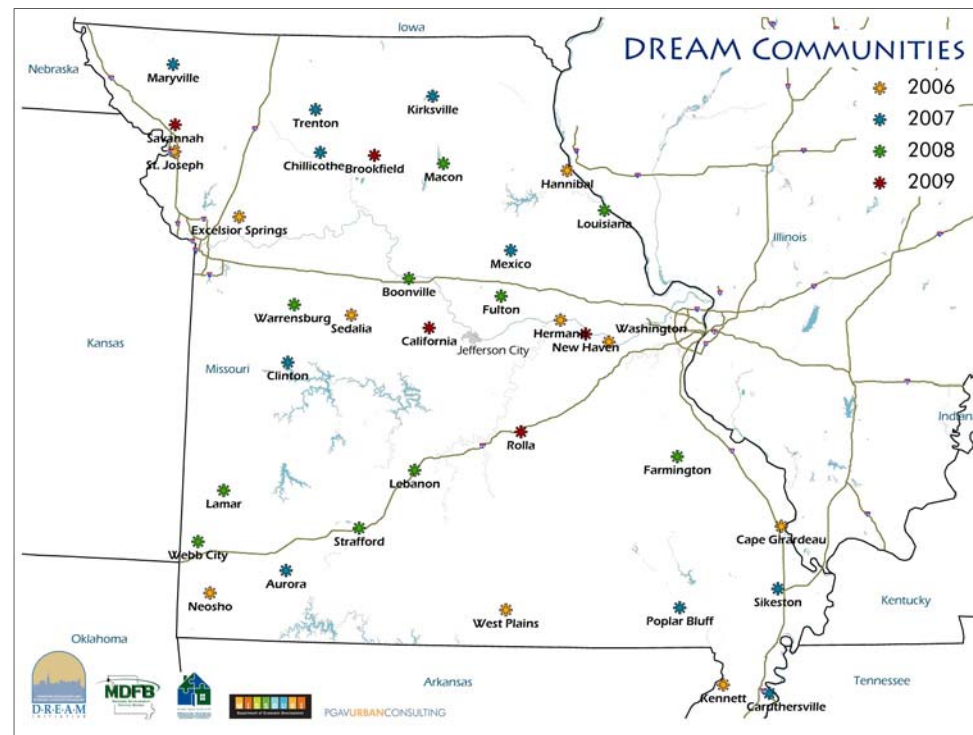 Iowa
DREAM COMMUNITIES
2006
2007
2008
2009
Nebraska
Maryville
Kirksville
Trenton
Savannah
St. Joseph
Chillicothe
Brookfield
Macon
Hannibal
Excelsior Springs
Louisiana
Illinois
Mexico
Boonville
Fulton
Warrensburg
Sedalia
California
Hermann
Washington
New Haven
Jefferson City
Kansas
Missouri
Clinton
Indiana
Rolla
Farmington
Lebanon
Lamar
Strafford
Cape Girardeau
Webb City
Aurora
Neosho
West Plains
Poplar Bluff
Sikeston
Kentucky
Oklahoma
Arkansas
Tennessee
Kennett
Caruthersville
D·R·E·A·M
INITIATIVE
MDFB
PGAVURBANCONSULTING